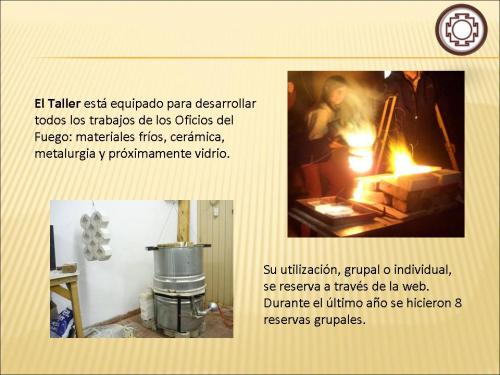 El Taller está equipado para desarrollar
todos los trabajos de los Oficios del
Fuego: materiales fríos, cerámica,
metalurgia y próximamente vidrio.
Su utilización, grupal o individual,
se reserva a través de la web.
Durante el último año se hicieron 8
reservas grupales.